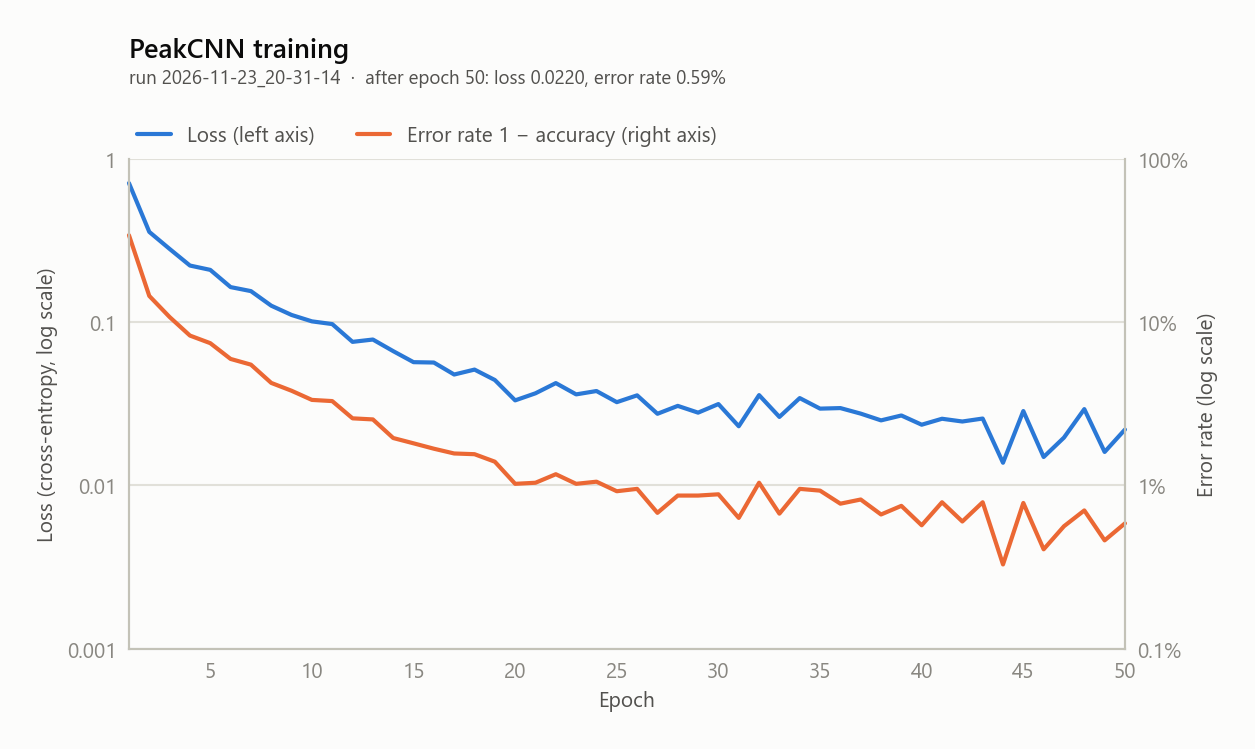 PeakCNN training
run 2026-11-23_20-31-14 · after epoch 50: loss 0.0220, error rate 0.59%
Loss (left axis)
Error rate 1 − accuracy (right axis)
1
0.1
0.01
0.001
Loss (cross-entropy, log scale)
100%
10%
1%
0.1%
Error rate (log scale)
5 10 15 20 25 30 35 40 45 50
Epoch